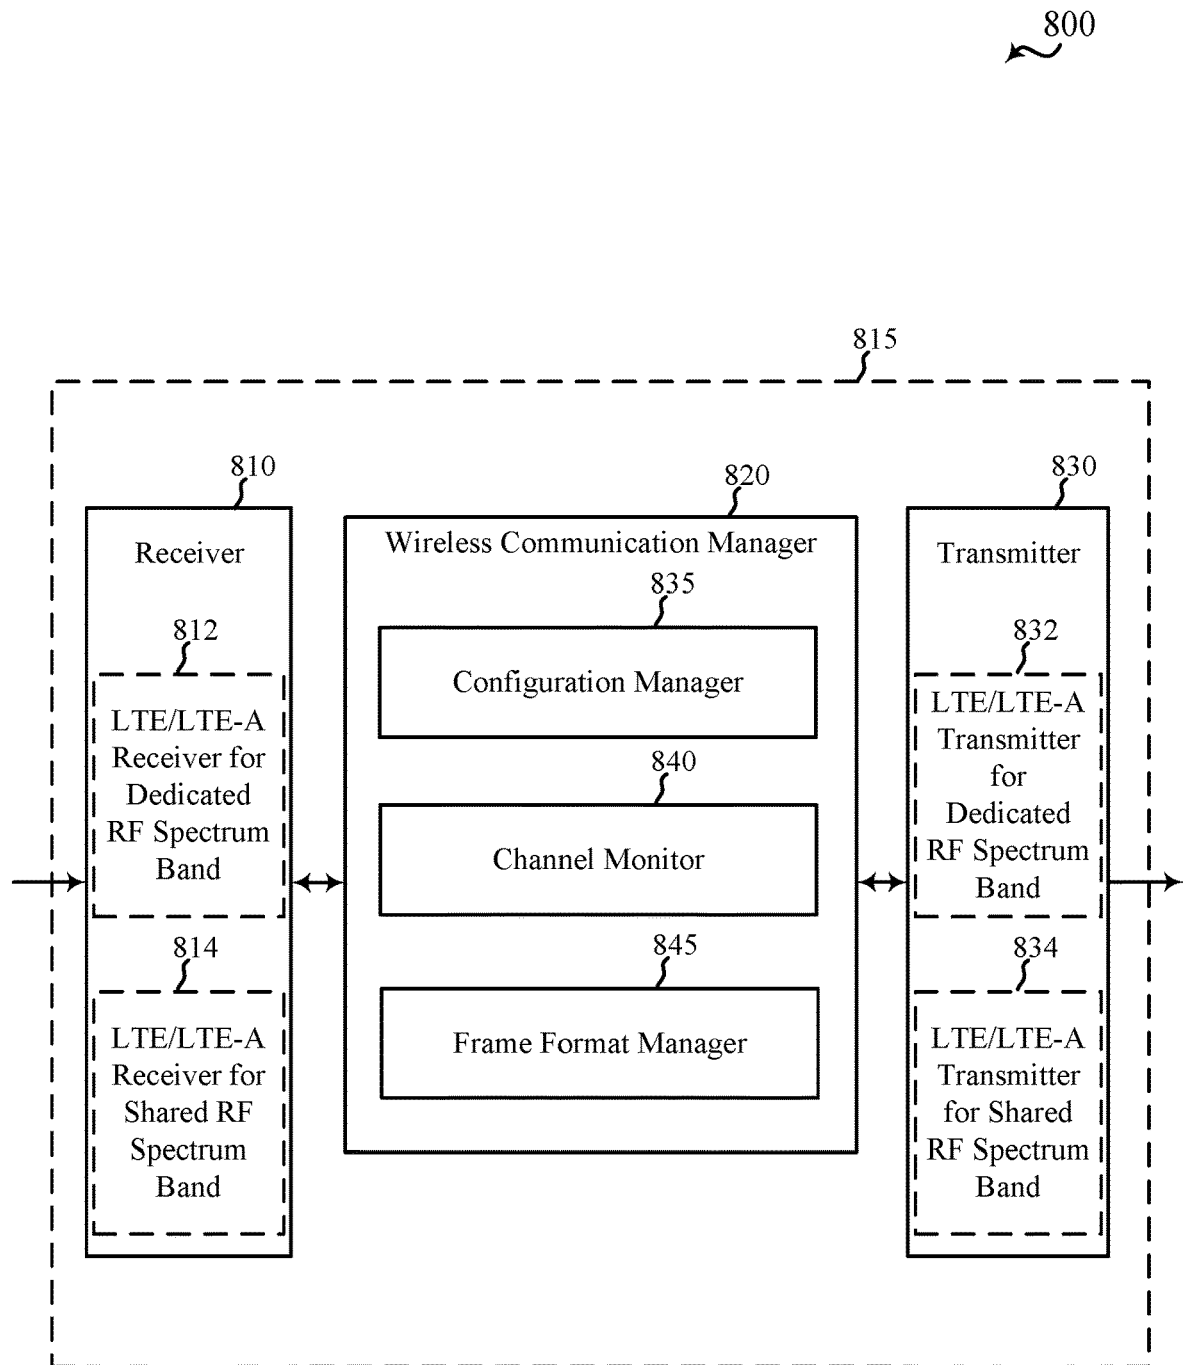 800
815
810
Receiver
812
LTE/LTE-A
Receiver for
Dedicated
RF Spectrum
Band
814
LTE/LTE-A
Receiver for
Shared RF
Spectrum
Band
820
Wireless Communication Manager
835
Configuration Manager
840
Channel Monitor
845
Frame Format Manager
830
Transmitter
832
LTE/LTE-A
Transmitter
for
Dedicated
RF Spectrum
Band
834
LTE/LTE-A
Transmitter
for Shared
RF Spectrum
Band